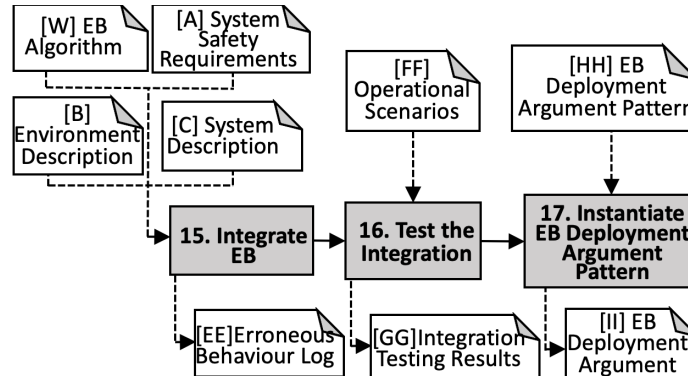 [W] EB
Algorithm
[A] System
Safety
Requirements
[B]
Environment
Description
[C] System
Description
[FF]
Operational
Scenarios
[HH] EB
Deployment
Argument Pattern
15. Integrate
EB
16. Test the
Integration
17. Instantiate
EB Deployment
Argument
Pattern
[EE]Erroneous
Behaviour Log
[GG]Integration
Testing Results
[II] EB
Deployment
Argument